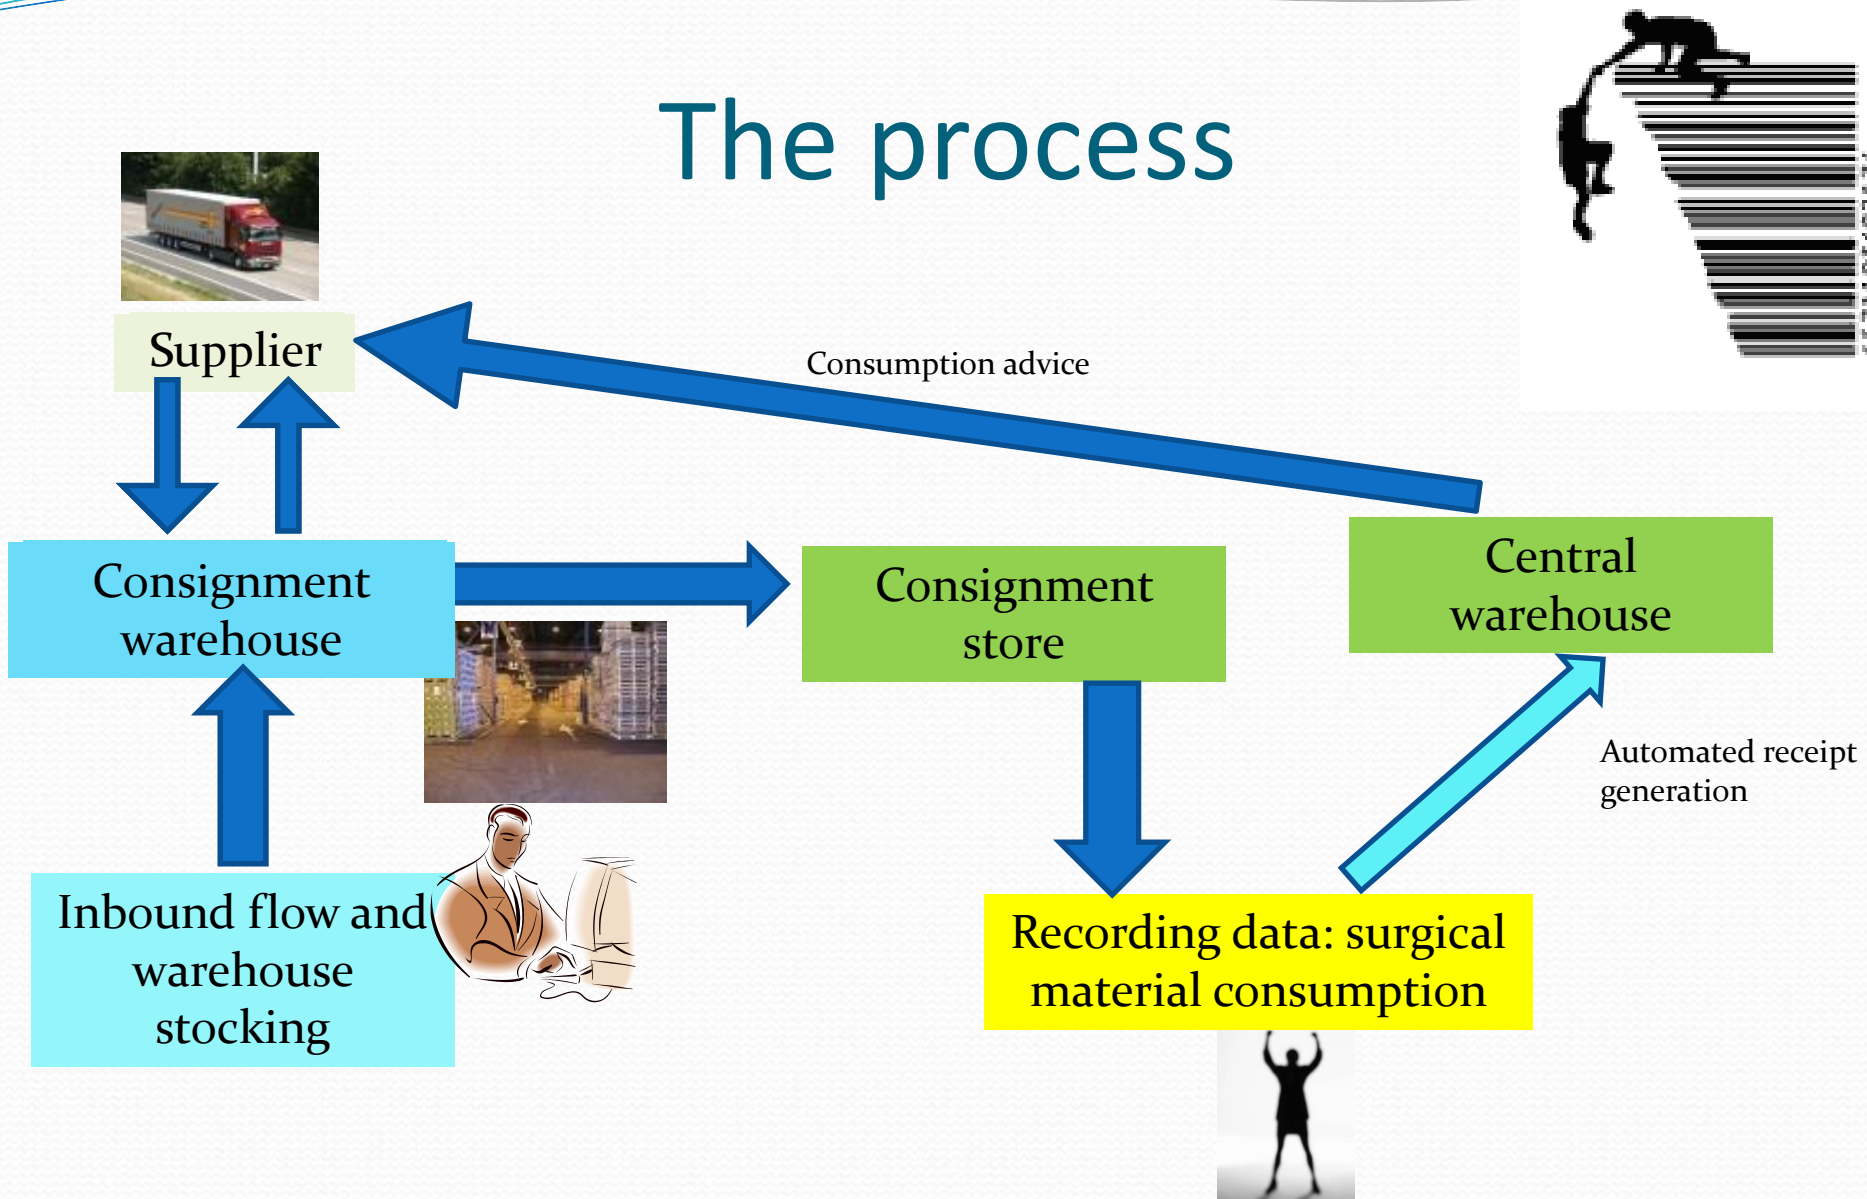 The process
Supplier
Consumption advice
Consignment
warehouse
Consignment
store
Central
warehouse
Automated receipt
generation
Inbound flow and
warehouse
stocking
Recording data: surgical
material consumption